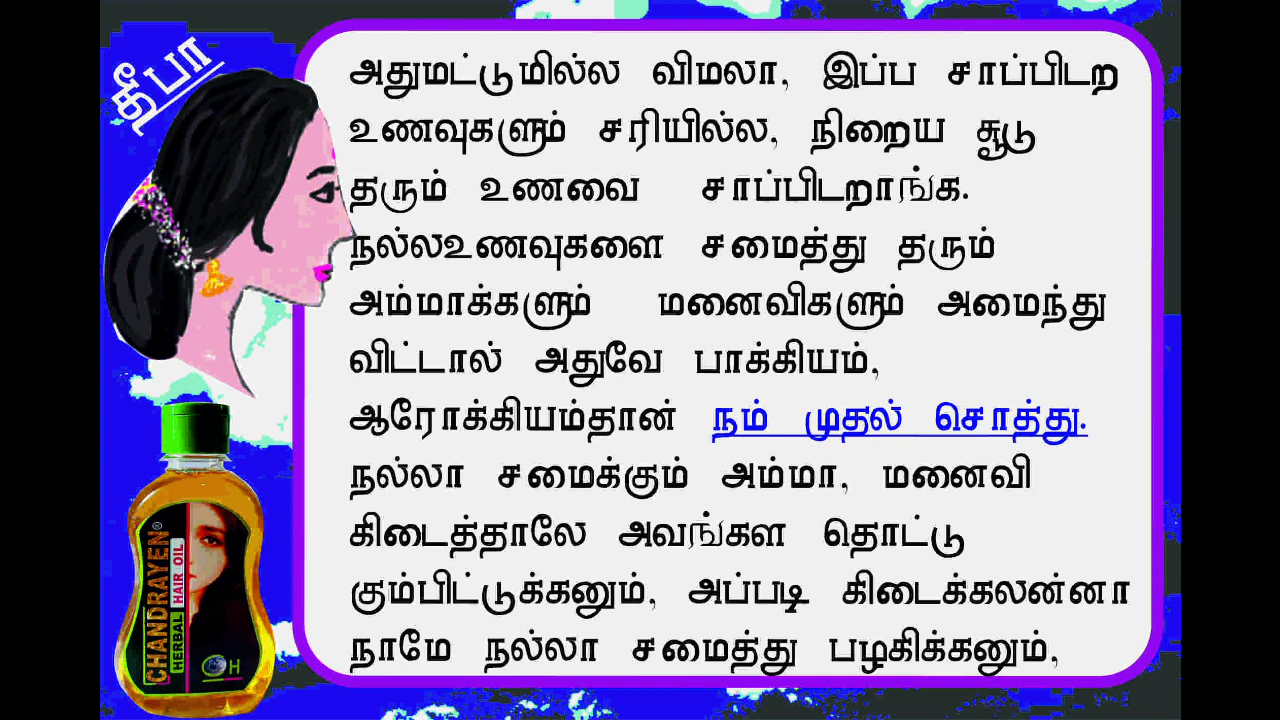 தீபா
அதுமட்டுமில்ல விமலா, இப்ப சாப்பிடற
உணவுகளும் சரியில்ல, நிறைய சூடு
தரும் உணவை சாப்பிடறாங்க.
நல்லஉணவுகளை சமைத்து தரும்
அம்மாக்களும் மனைவிகளும் அமைந்து
விட்டால் அதுவே பாக்கியம்,
ஆரோக்கியம்தான் நம் முதல் சொத்து.
நல்லா சமைக்கும் அம்மா, மனைவி
கிடைத்தாலே அவங்கள தொட்டு
கும்பிட்டுக்கனும், அப்படி கிடைக்கலன்னா
நாமே நல்லா சமைத்து பழகிக்கனும்,
CHANDRAYEN®
HERBAL HAIR OIL
H